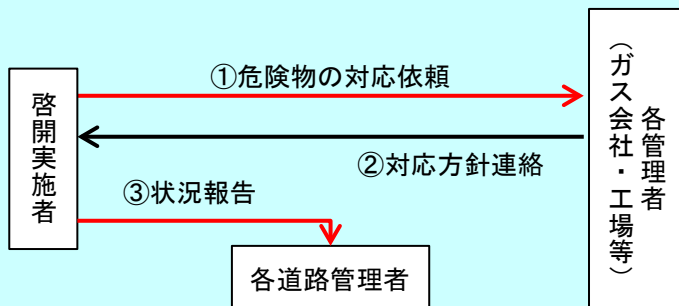 ①危険物の対応依頼
啓開実施者
②対応方針連絡
③状況報告
各道路管理者
各管理者
（ガス会社・工場等）